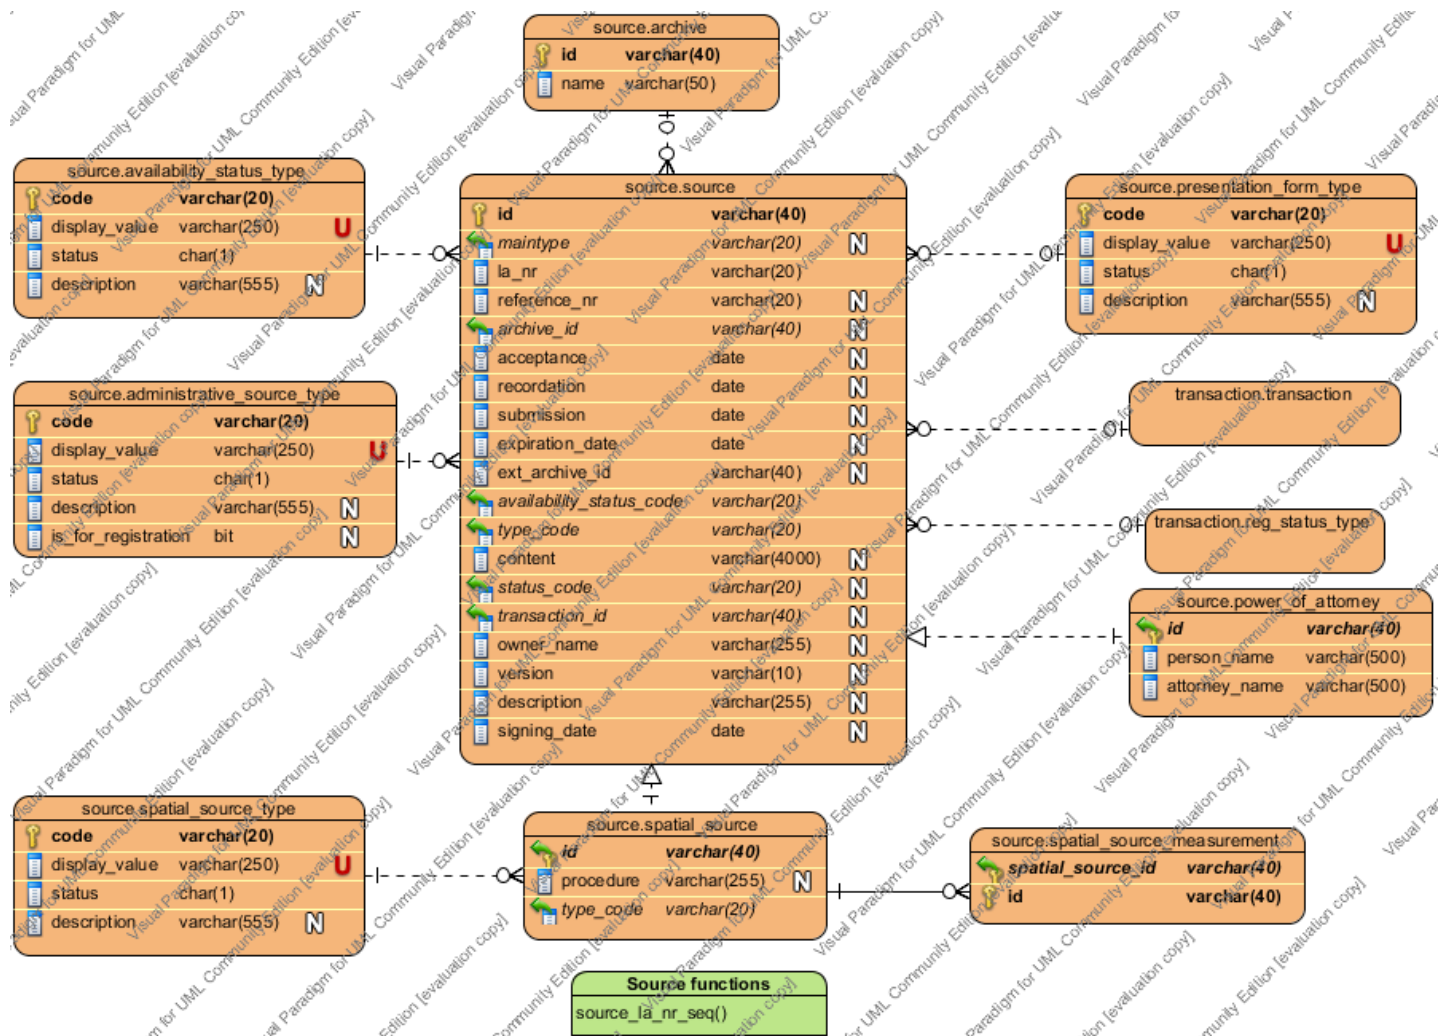 source.archive
id varchar(40)
name varchar(50)
source.availability_status_type
code varchar(20)
display_value varchar(250) U
status char(1)
description varchar(555) N
source.source
id varchar(40)
maintype varchar(20) N
la_nr varchar(20)
reference_nr varchar(20) N
archive_id varchar(40) N
acceptance date N
recordation date N
submission date N
expiration_date date N
ext_archive_id varchar(40) N
availability_status_code varchar(20)
type_code varchar(20)
content varchar(4000) N
status_code varchar(20) N
transaction_id varchar(40) N
owner_name varchar(255) N
version varchar(10) N
description varchar(255) N
signing_date date N
source.presentation_form_type
code varchar(20)
display_value varchar(250) U
status char(1)
description varchar(555) N
source.administrative_source_type
code varchar(20)
display_value varchar(250) U
status char(1)
description varchar(555) N
is_for_registration bit N
transaction.transaction
transaction.reg_status_type
source.power_of_attorney
id varchar(40)
person_name varchar(500)
attorney_name varchar(500)
source.spatial_source_type
code varchar(20)
display_value varchar(250) U
status char(1)
description varchar(555) N
source.spatial_source
id varchar(40)
procedure varchar(255) N
type_code varchar(20)
source.spatial_source_measurement
spatial_source_id varchar(40)
id varchar(40)
Source functions
source_la_nr_seq()
Visual Paradigm for UML Community Edition [evaluation copy]